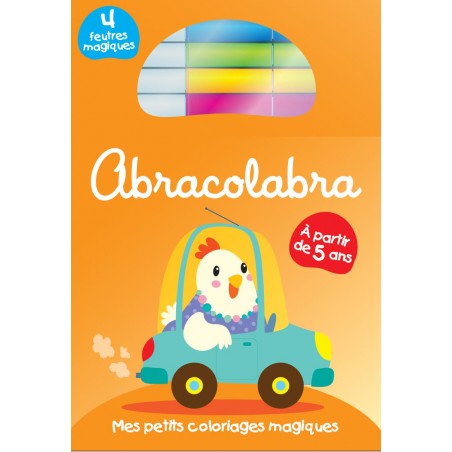 4
feutres
magiques
Abracolabra
À partir
de 5 ans
Mes petits coloriages magiques